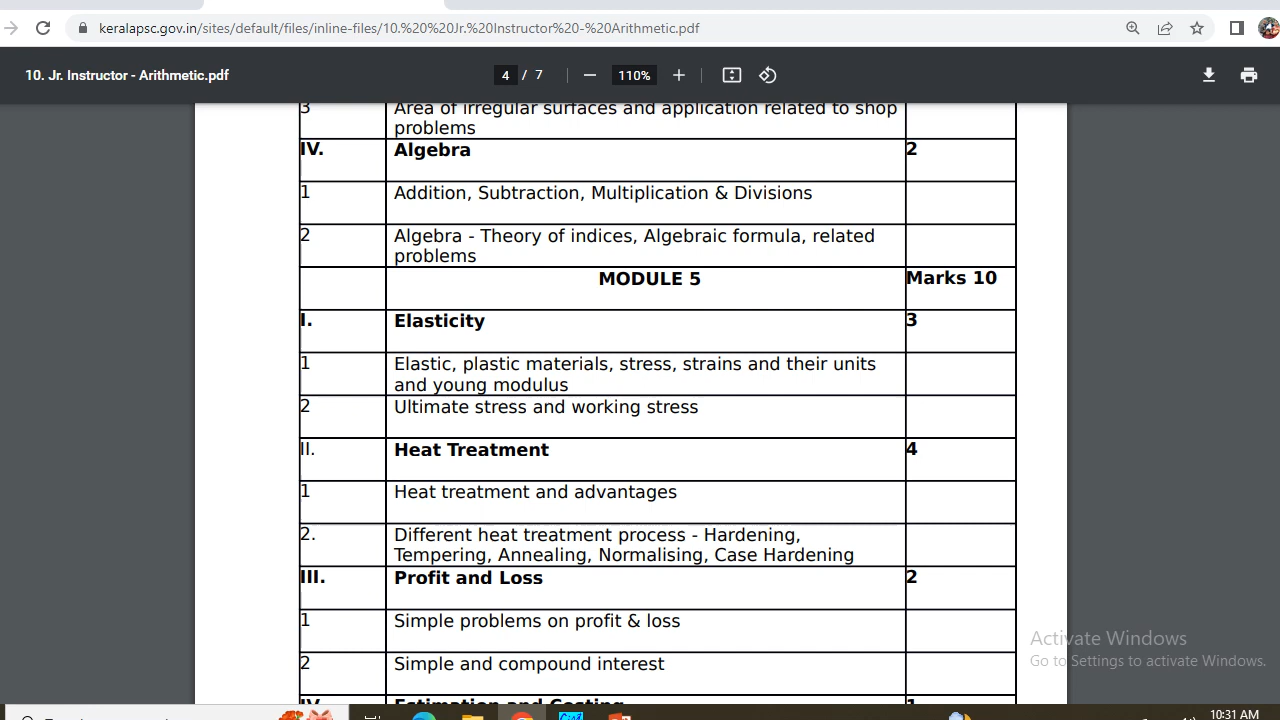 keralapsc.gov.in/sites/default/files/inline-files/10.%20%20Jr.%20Instructor%20-%20Arithmetic.pdf
10. Jr. Instructor - Arithmetic.pdf
4 / 7
110%
3 Area of irregular surfaces and application related to shop
problems
IV. Algebra 2
1 Addition, Subtraction, Multiplication & Divisions
2 Algebra - Theory of indices, Algebraic formula, related
problems
MODULE 5 Marks 10
I. Elasticity 3
1 Elastic, plastic materials, stress, strains and their units
and young modulus
2 Ultimate stress and working stress
II. Heat Treatment 4
1 Heat treatment and advantages
2. Different heat treatment process - Hardening,
Tempering, Annealing, Normalising, Case Hardening
III. Profit and Loss 2
1 Simple problems on profit & loss
2 Simple and compound interest
IV. Estimation and Costing 1
Activate Windows
Go to Settings to activate Windows.
10:31 AM